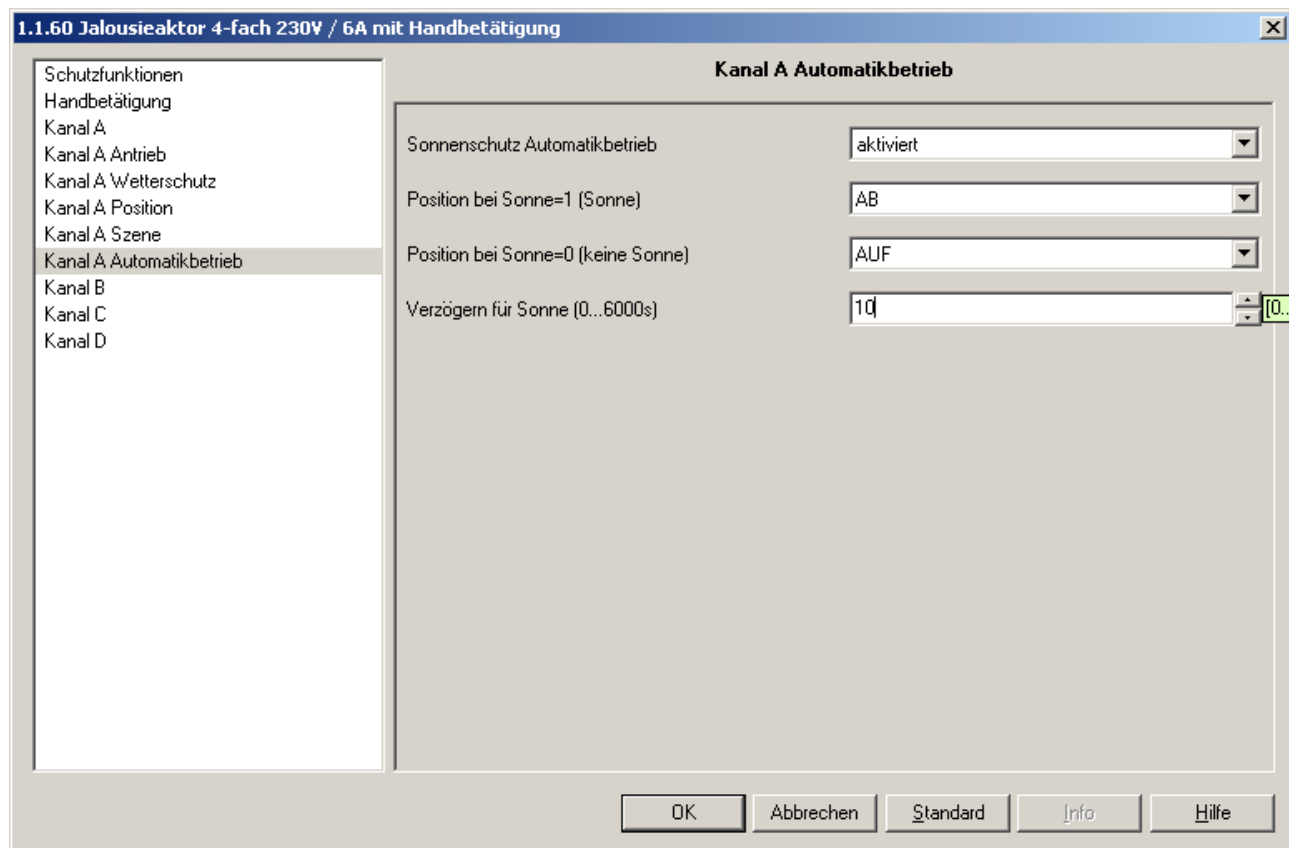 1.1.60 Jalousieaktor 4-fach 230V / 6A mit Handbetätigung
Schutzfunktionen
Handbetätigung
Kanal A
Kanal A Antrieb
Kanal A Wetterschutz
Kanal A Position
Kanal A Szene
Kanal A Automatikbetrieb
Kanal B
Kanal C
Kanal D
Kanal A Automatikbetrieb
Sonnenschutz Automatikbetrieb aktiviert
Position bei Sonne=1 (Sonne) AB
Position bei Sonne=0 (keine Sonne) AUF
Verzögern für Sonne (0...6000s) 10 [0..
OK Abbrechen Standard Info Hilfe